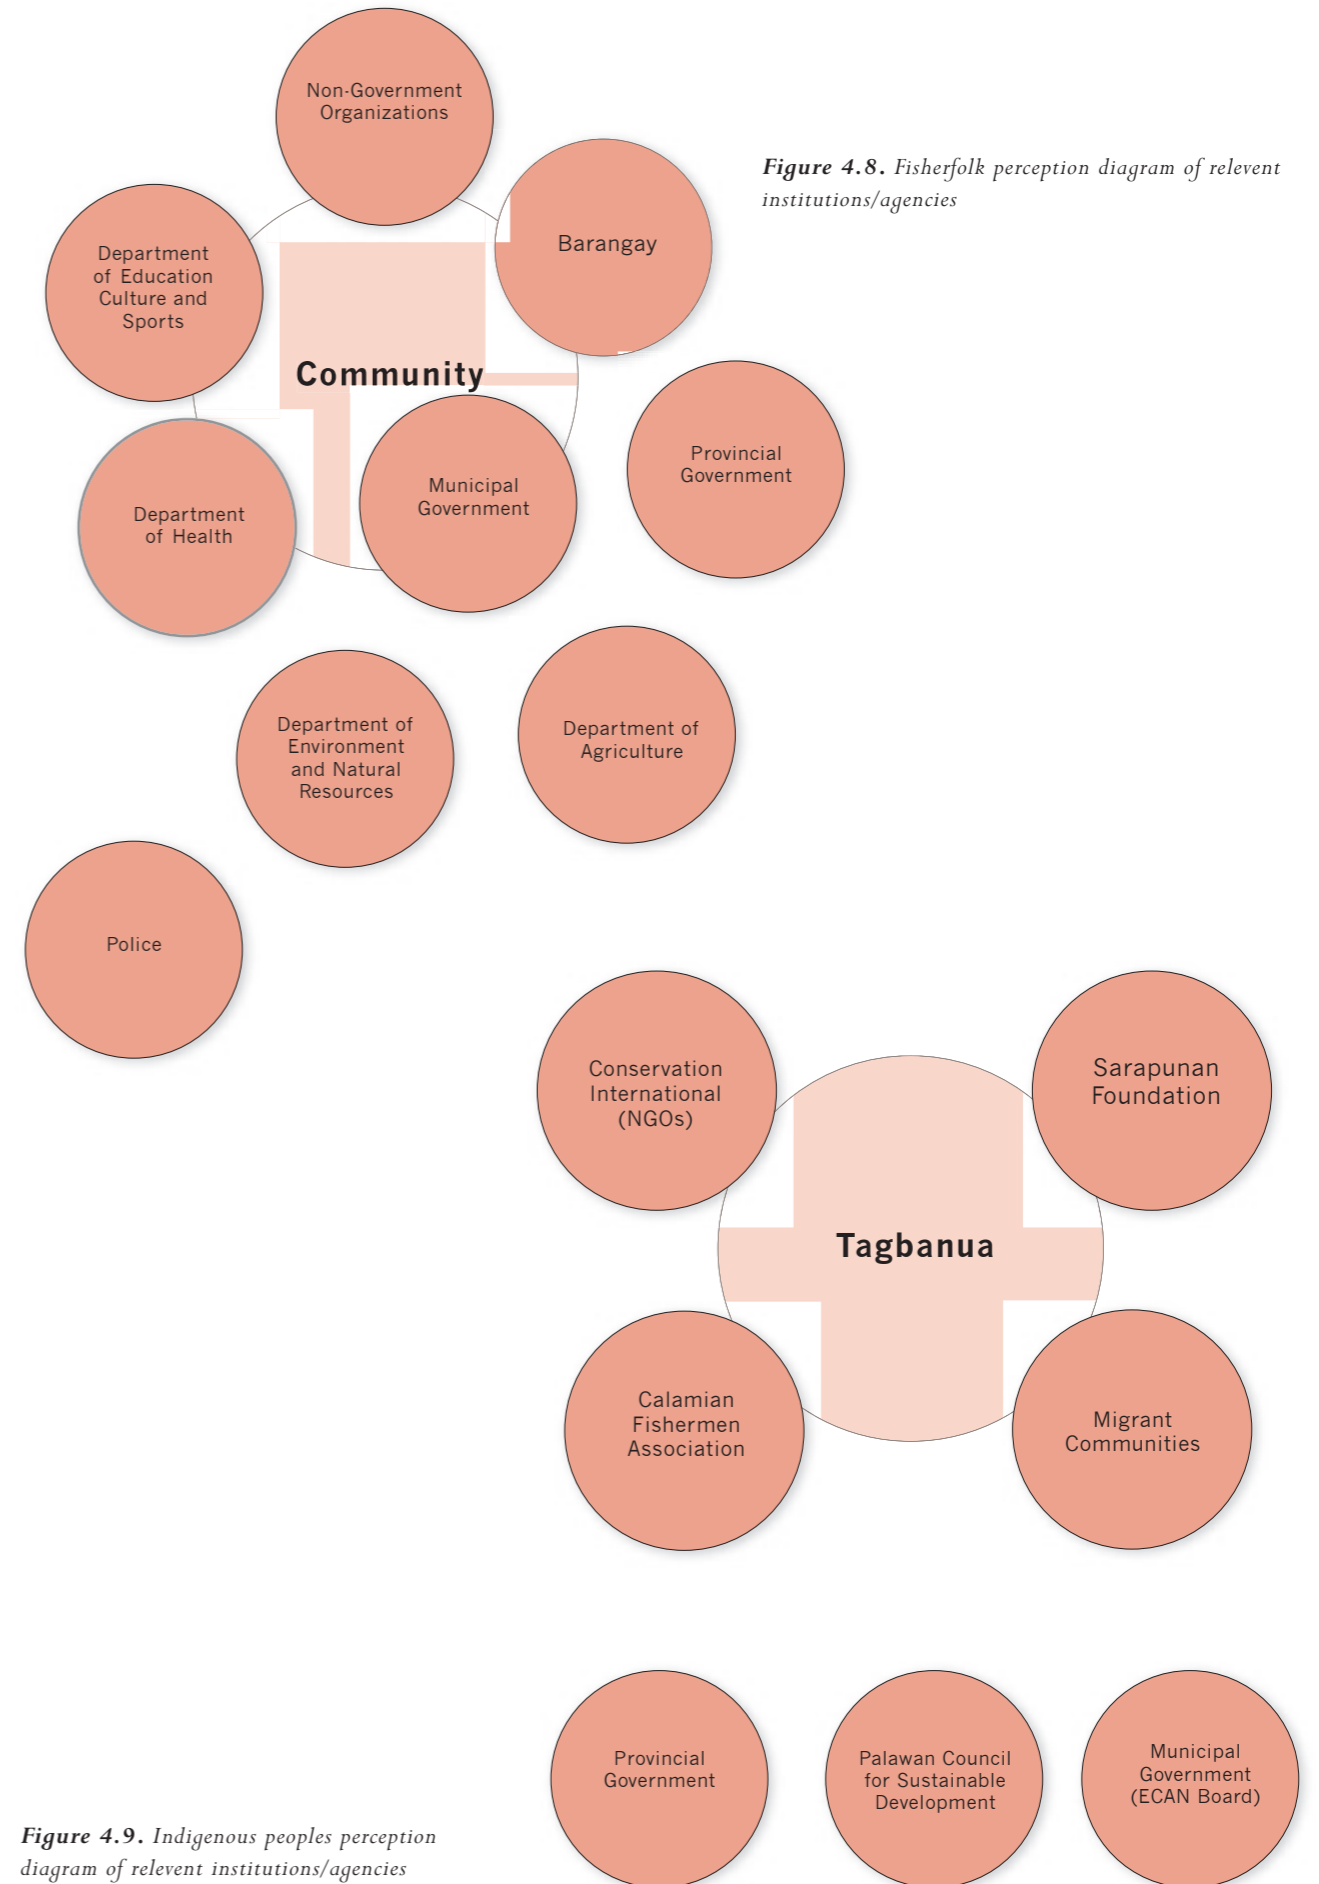 Non-Government
Organizations
Figure 4.8. Fisherfolk perception diagram of relevent
institutions/agencies
Barangay
Department
of Education
Culture and
Sports
Community
Provincial
Government
Municipal
Government
Department
of Health
Department of
Environment
and Natural
Resources
Department of
Agriculture
Police
Conservation
International
(NGOs)
Sarapunan
Foundation
Tagbanua
Calamian
Fishermen
Association
Migrant
Communities
Provincial
Government
Palawan Council
for Sustainable
Development
Municipal
Government
(ECAN Board)
Figure 4.9. Indigenous peoples perception
diagram of relevent institutions/agencies